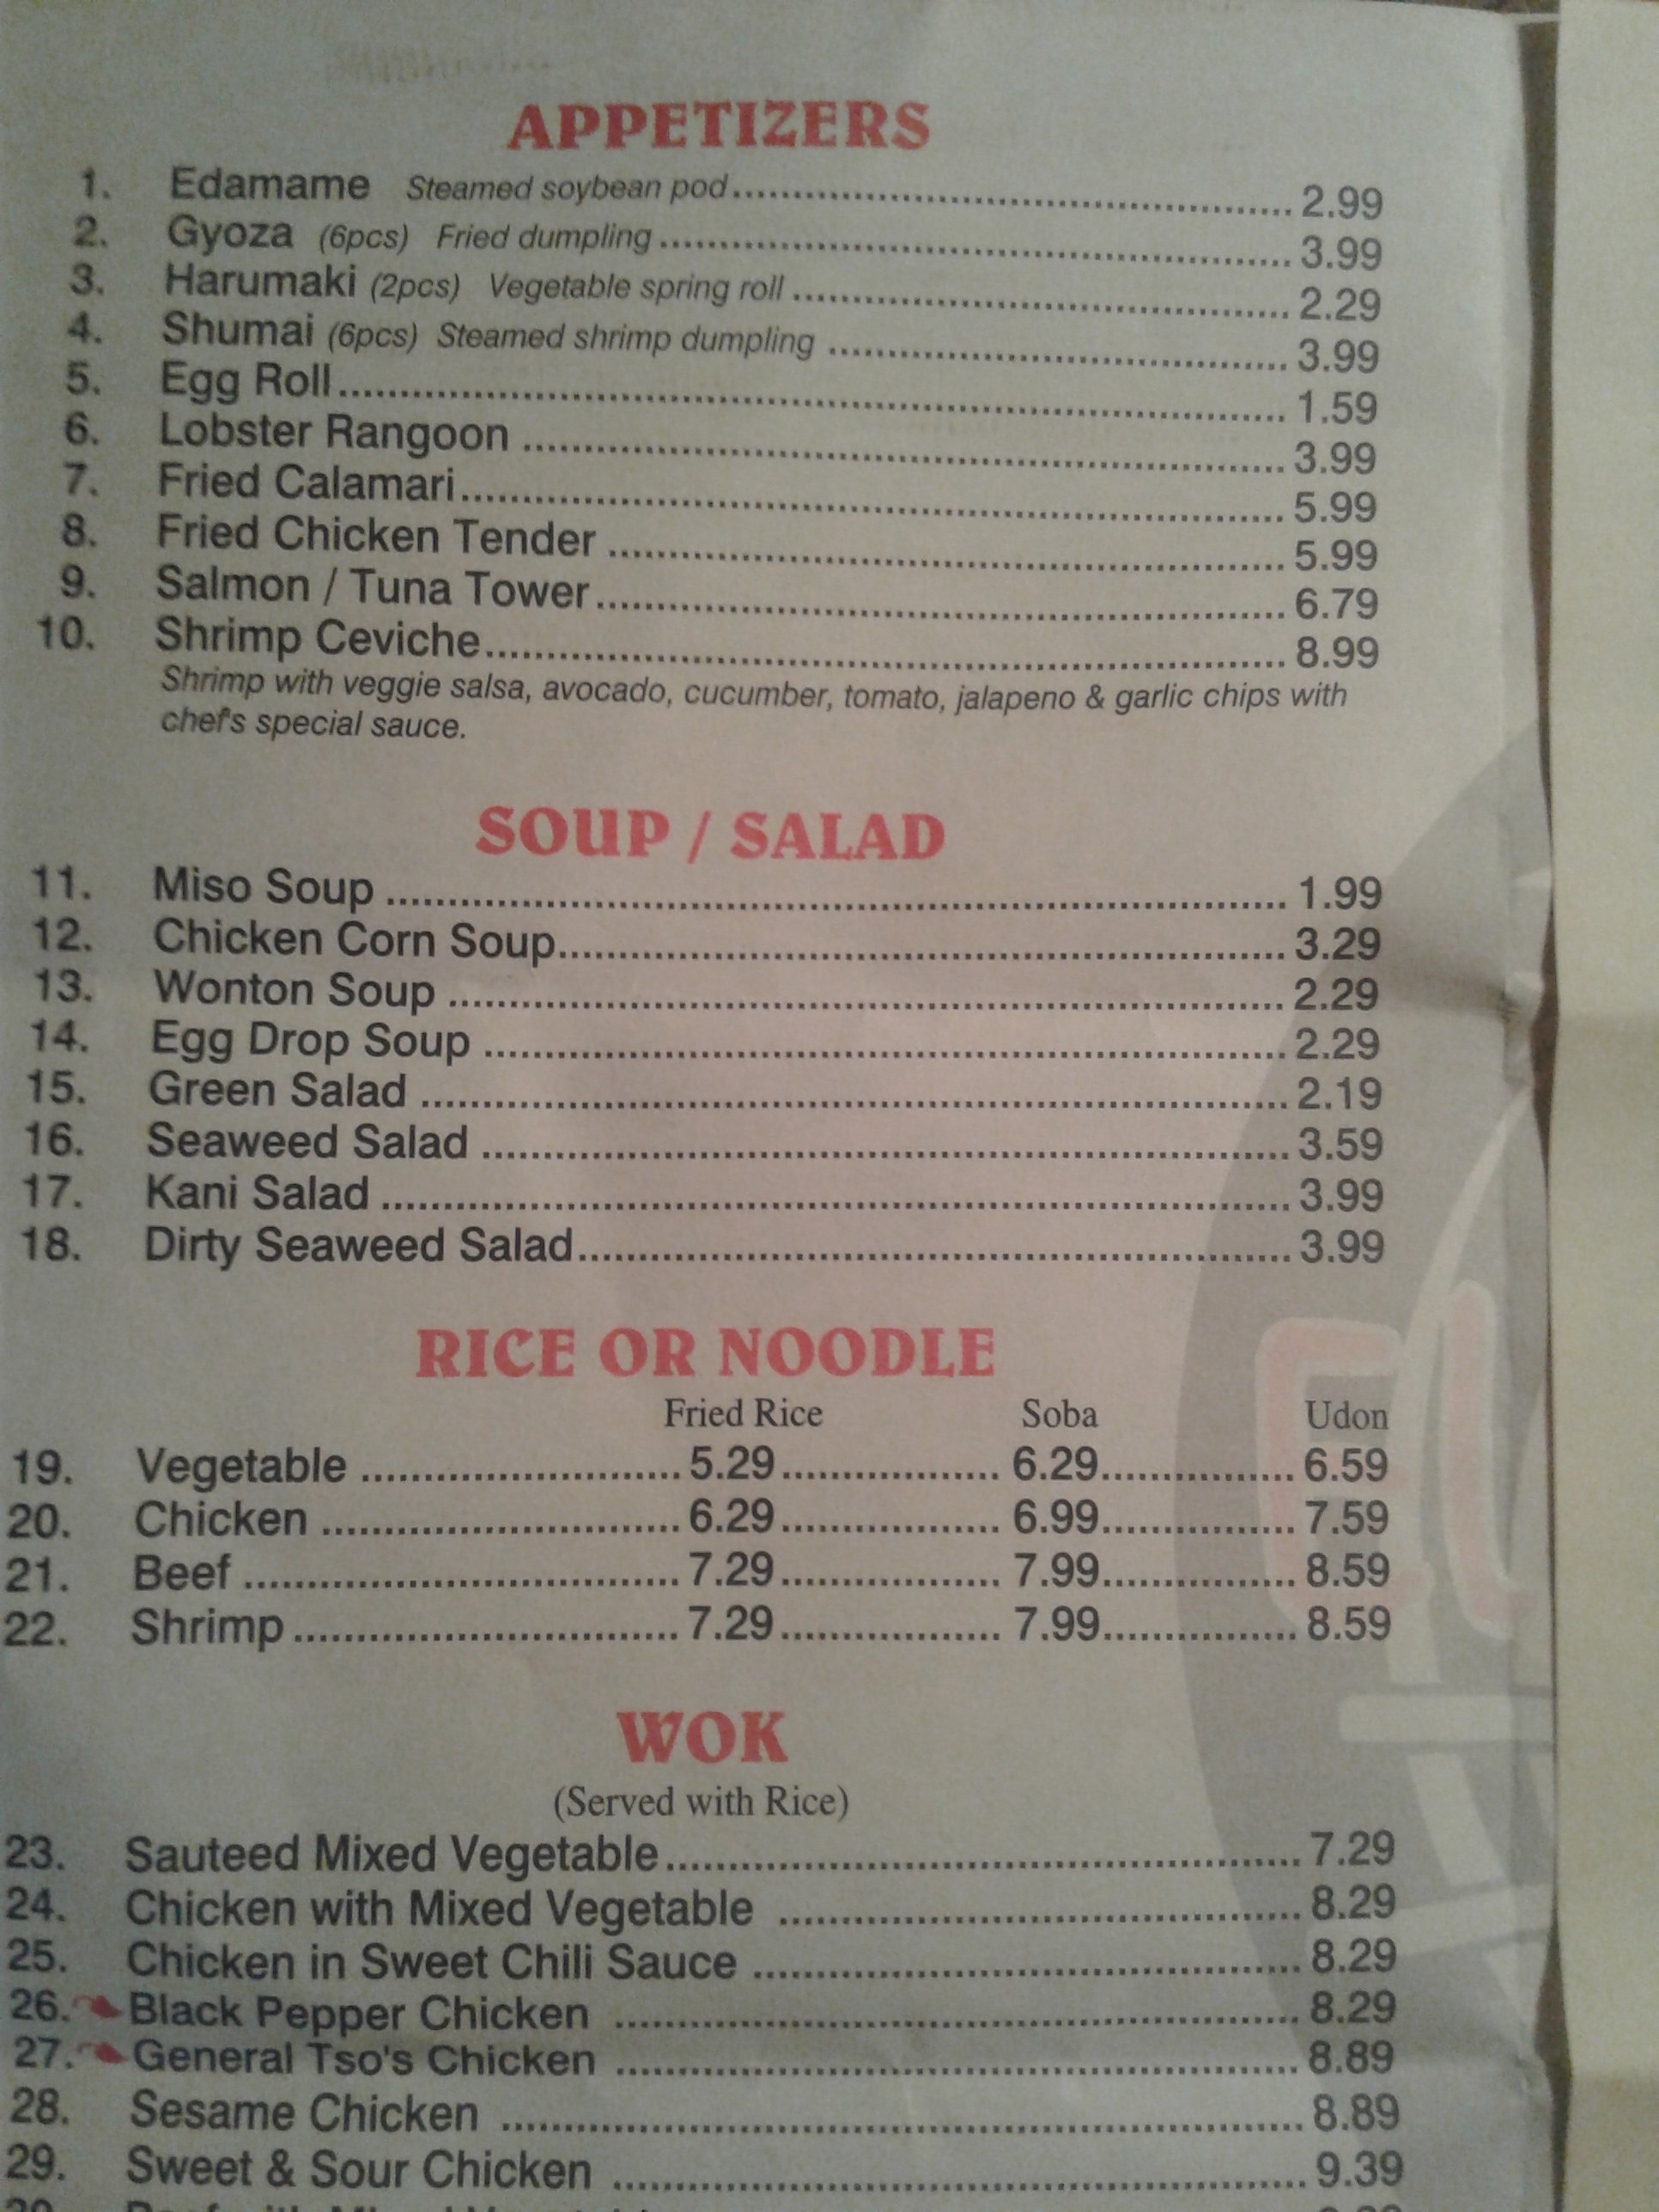 APPETIZERS
1. Edamame Steamed soybean pod 2.99
2. Gyoza (6pcs) Fried dumpling 3.99
3. Harumaki (2pcs) Vegetable spring roll 2.29
4. Shumai (6pcs) Steamed shrimp dumpling 3.99
5. Egg Roll 1.59
6. Lobster Rangoon 3.99
7. Fried Calamari 5.99
8. Fried Chicken Tender 5.99
9. Salmon / Tuna Tower 6.79
10. Shrimp Ceviche 8.99
Shrimp with veggie salsa, avocado, cucumber, tomato, jalapeno & garlic chips with
chef's special sauce.
SOUP / SALAD
11. Miso Soup 1.99
12. Chicken Corn Soup 3.29
13. Wonton Soup 2.29
14. Egg Drop Soup 2.29
15. Green Salad 2.19
16. Seaweed Salad 3.59
17. Kani Salad 3.99
18. Dirty Seaweed Salad 3.99
RICE OR NOODLE
Fried Rice Soba Udon
19. Vegetable 5.29 6.29 6.59
20. Chicken 6.29 6.99 7.59
21. Beef 7.29 7.99 8.59
22. Shrimp 7.29 7.99 8.59
WOK
(Served with Rice)
23. Sauteed Mixed Vegetable 7.29
24. Chicken with Mixed Vegetable 8.29
25. Chicken in Sweet Chili Sauce 8.29
26. Black Pepper Chicken 8.29
27. General Tso's Chicken 8.89
28. Sesame Chicken 8.89
29. Sweet & Sour Chicken 9.39